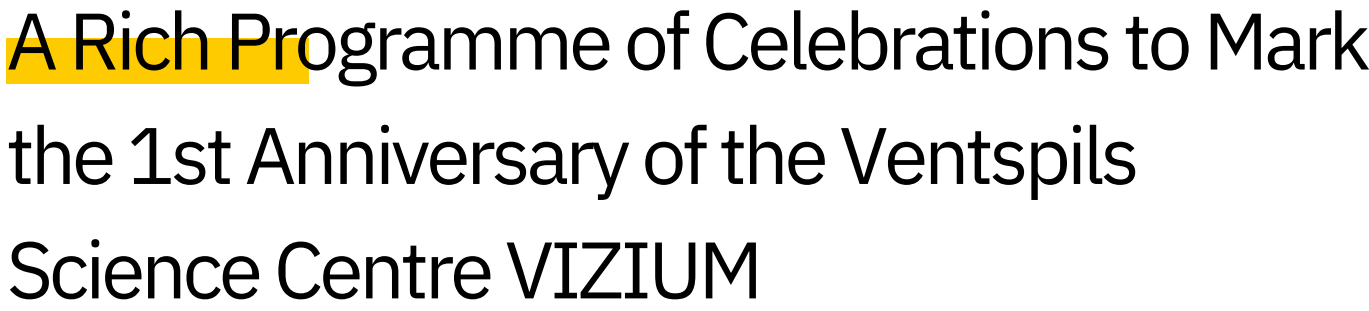 A Rich Programme of Celebrations to Mark
the 1st Anniversary of the Ventspils
Science Centre VIZIUM